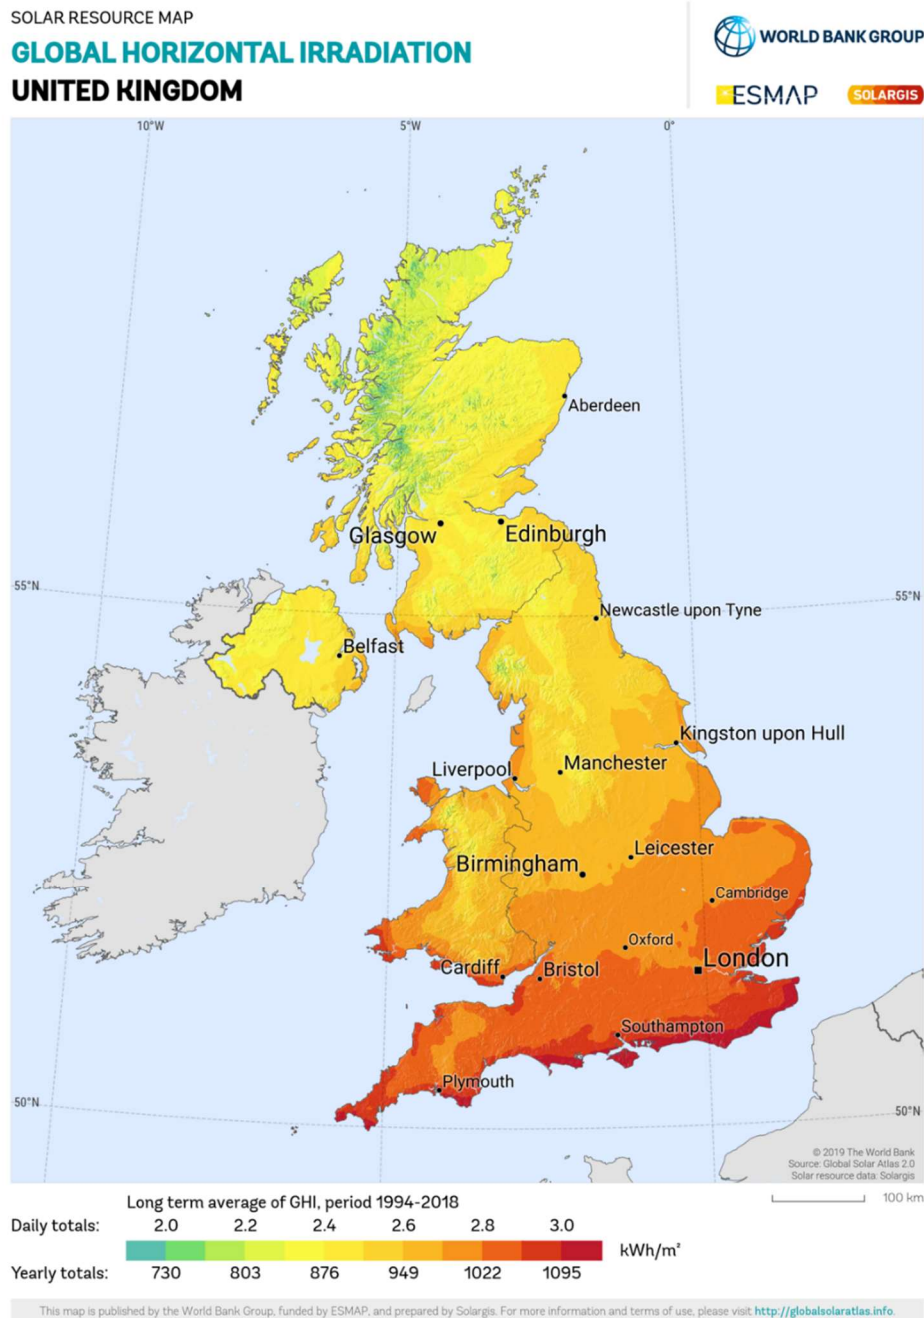 SOLAR RESOURCE MAP
GLOBAL HORIZONTAL IRRADIATION
UNITED KINGDOM
WORLD BANK GROUP
ESMAP
SOLARGIS
10°W 5°W 0°
Aberdeen
Glasgow Edinburgh
55°N 55°N
Newcastle upon Tyne
Belfast
Kingston upon Hull
Liverpool Manchester
Leicester
Birmingham
Cambridge
Oxford
London
Cardiff Bristol
Southampton
Plymouth
50°N 50°N
© 2019 The World Bank
Source: Global Solar Atlas 2.0
Solar resource data: Solargis
100 km
Long term average of GHI, period 1994-2018
Daily totals: 2.0 2.2 2.4 2.6 2.8 3.0
kWh/m²
Yearly totals: 730 803 876 949 1022 1095
This map is published by the World Bank Group, funded by ESMAP, and prepared by Solargis. For more information and terms of use, please visit http://globalsolaratlas.info.